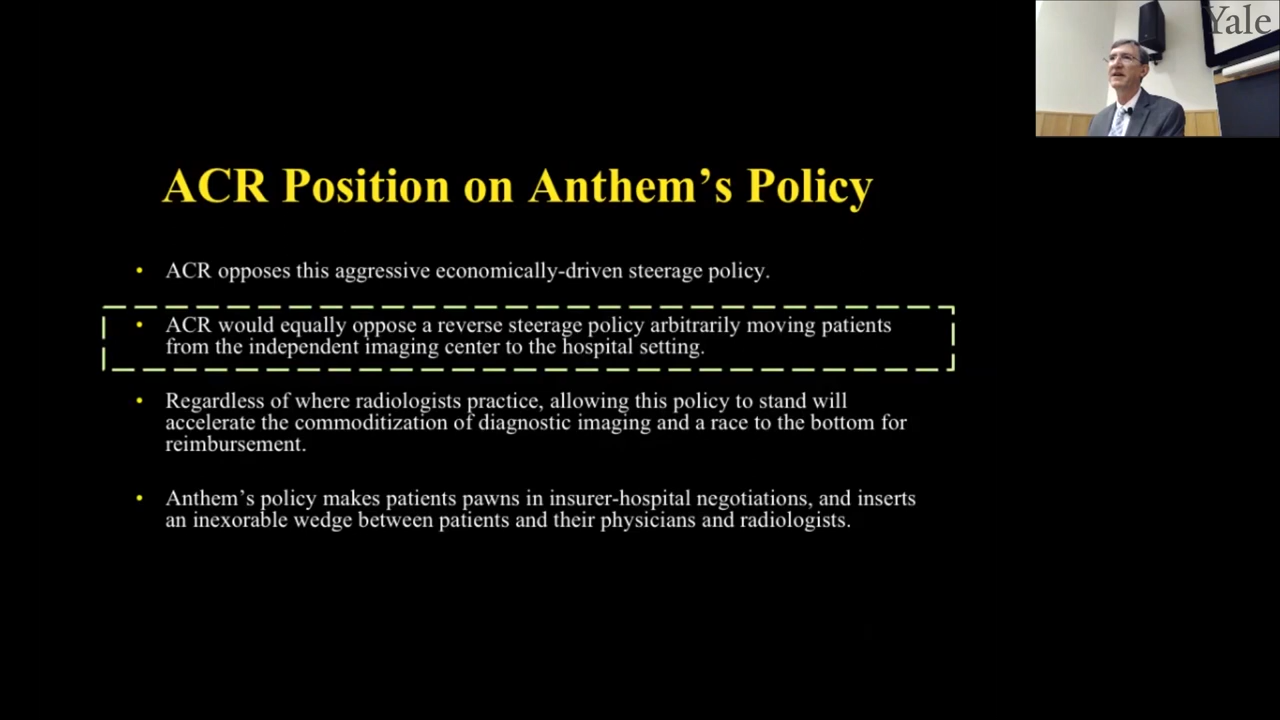 Yale
ACR Position on Anthem’s Policy
• ACR opposes this aggressive economically-driven steerage policy.
• ACR would equally oppose a reverse steerage policy arbitrarily moving patients
from the independent imaging center to the hospital setting.
• Regardless of where radiologists practice, allowing this policy to stand will
accelerate the commoditization of diagnostic imaging and a race to the bottom for
reimbursement.
• Anthem’s policy makes patients pawns in insurer-hospital negotiations, and inserts
an inexorable wedge between patients and their physicians and radiologists.